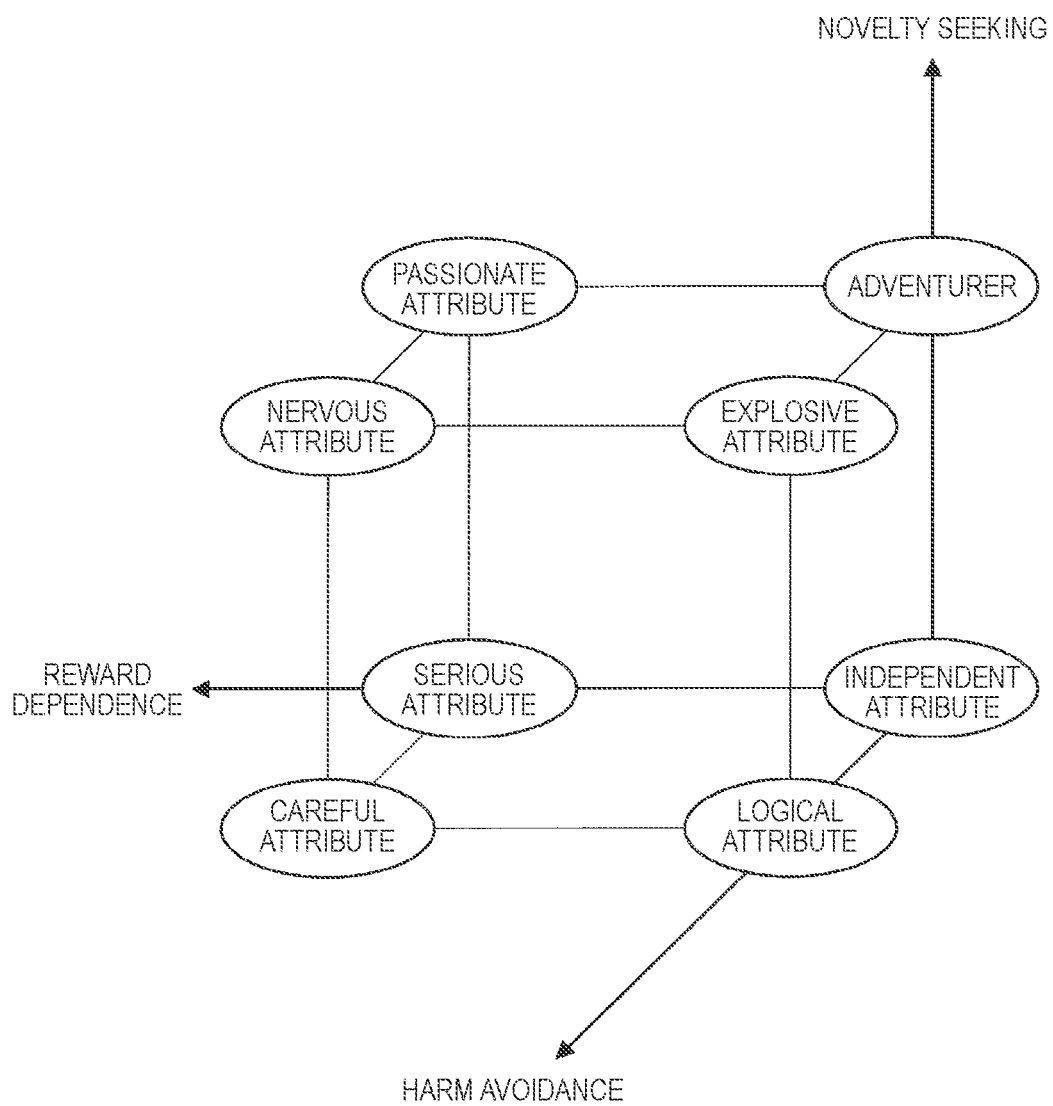 NOVELTY SEEKING
PASSIONATE
ATTRIBUTE
ADVENTURER
NERVOUS
ATTRIBUTE
EXPLOSIVE
ATTRIBUTE
REWARD
DEPENDENCE
SERIOUS
ATTRIBUTE
INDEPENDENT
ATTRIBUTE
CAREFUL
ATTRIBUTE
LOGICAL
ATTRIBUTE
HARM AVOIDANCE